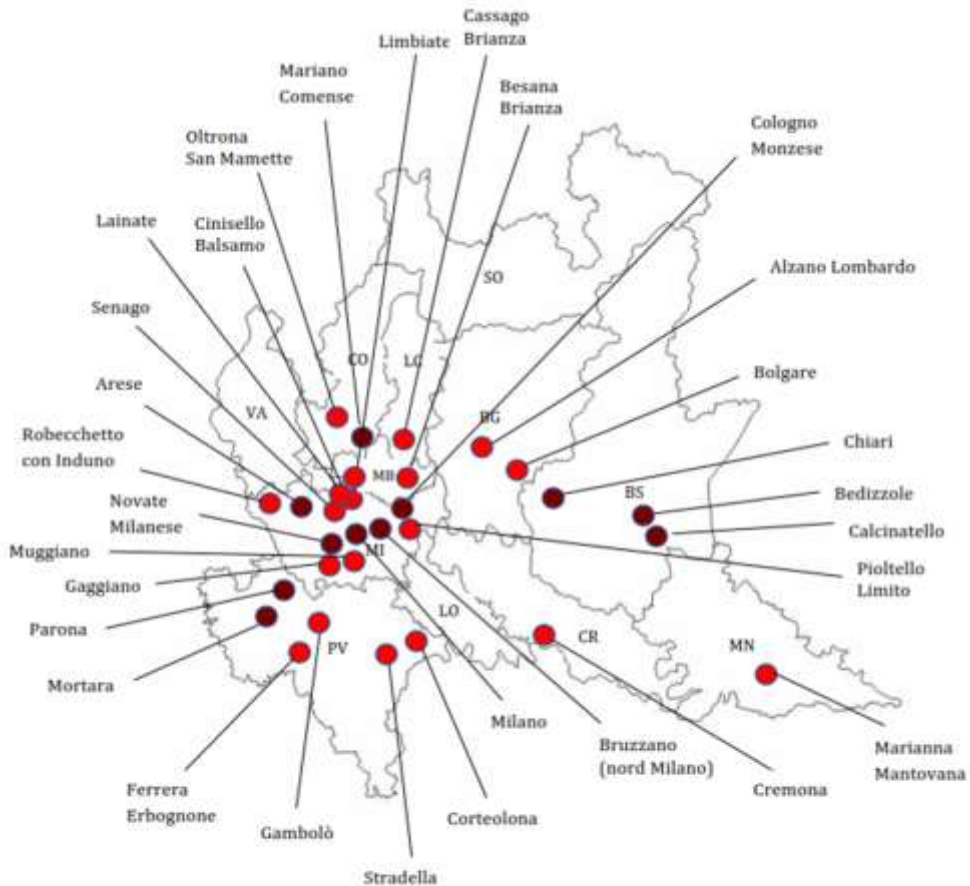 Limbiate
Cassago
Brianza
Mariano
Comense
Besana
Brianza
Cologno
Monzese
Oltrona
San Mamette
Lainate
Cinisello
Balsamo
SO
Alzano Lombardo
Senago
CO
LC
Bolgare
Arese
VA
BG
Robecchetto
con Induno
Chiari
MB
BS
Bedizzole
Novate
Milanese
Calcinatello
Muggiano
MI
Pioltello
Limito
Gaggiano
LO
Parona
PV
CR
MN
Mortara
Milano
Bruzzano
(nord Milano)
Marianna
Mantovana
Ferrera
Erbognone
Cremona
Gambolò
Corteolona
Stradella